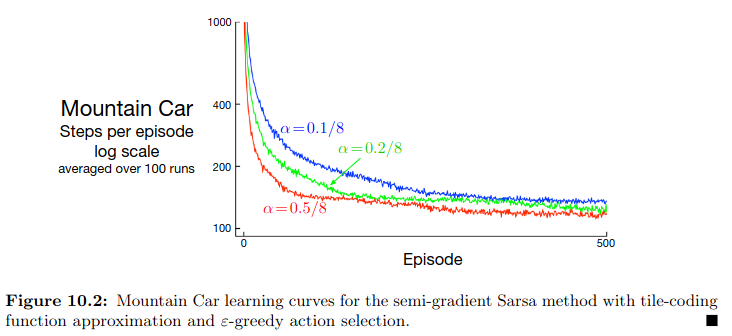 1000
400
200
100
Mountain Car
Steps per episode
log scale
averaged over 100 runs
α=0.1/8
α=0.2/8
α=0.5/8
0
500
Episode
Figure 10.2: Mountain Car learning curves for the semi-gradient Sarsa method with tile-coding
function approximation and ε-greedy action selection.